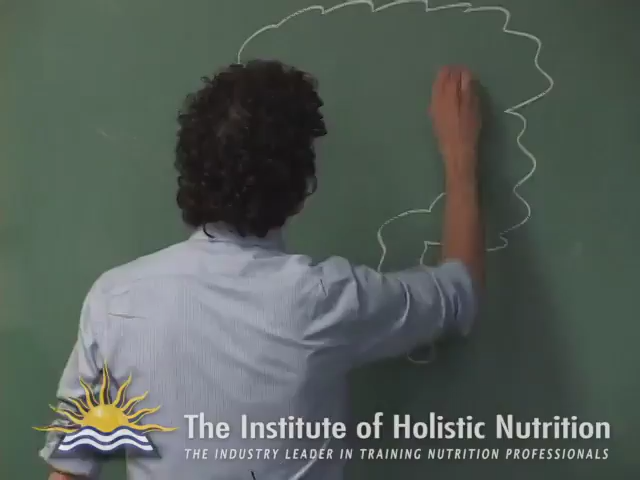 The Institute of Holistic Nutrition
THE INDUSTRY LEADER IN TRAINING NUTRITION PROFESSIONALS